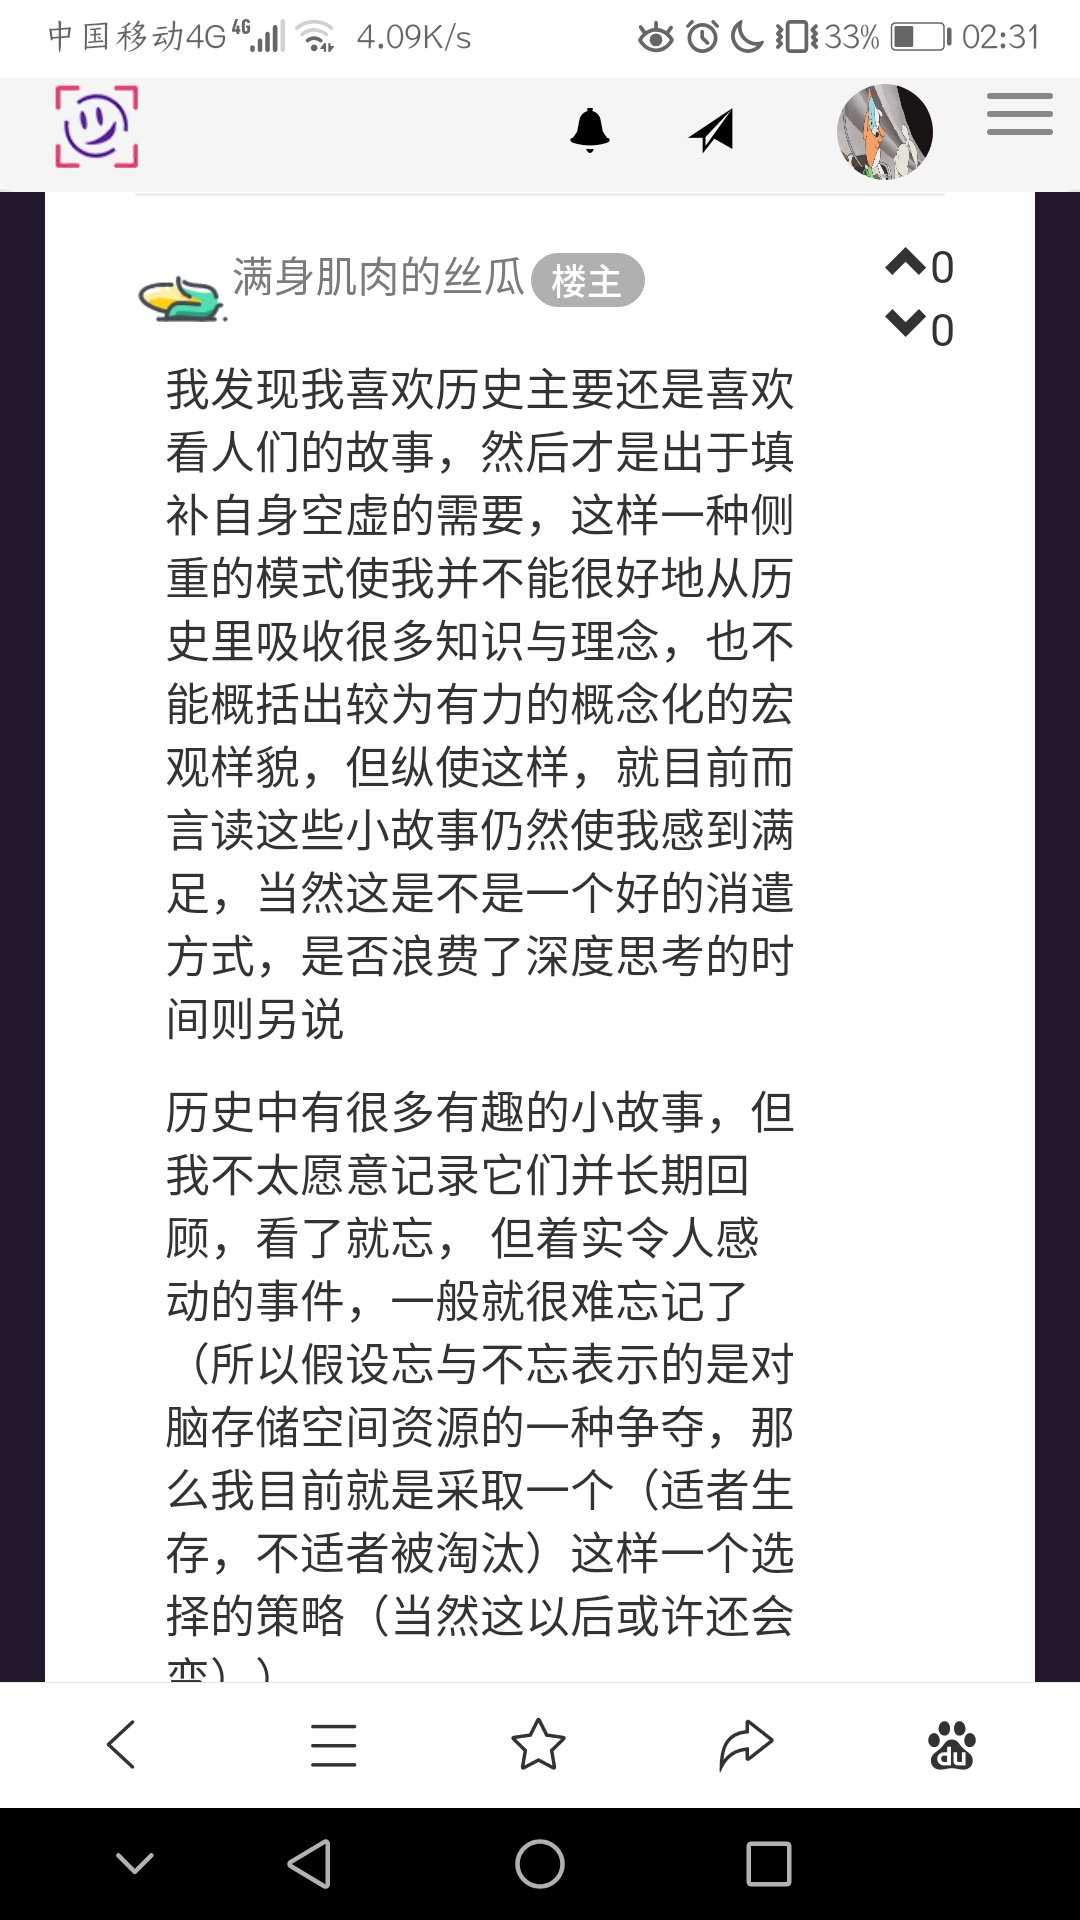 中国移动4G 4G 4.09K/s 33% 02:31
满身肌肉的丝瓜 楼主
0
0
我发现我喜欢历史主要还是喜欢
看人们的故事，然后才是出于填
补自身空虚的需要，这样一种侧
重的模式使我并不能很好地从历
史里吸收很多知识与理念，也不
能概括出较为有力的概念化的宏
观样貌，但纵使这样，就目前而
言读这些小故事仍然使我感到满
足，当然这是不是一个好的消遣
方式，是否浪费了深度思考的时
间则另说
历史中有很多有趣的小故事，但
我不太愿意记录它们并长期回
顾，看了就忘， 但着实令人感
动的事件，一般就很难忘记了
（所以假设忘与不忘表示的是对
脑存储空间资源的一种争夺，那
么我目前就是采取一个（适者生
存，不适者被淘汰）这样一个选
择的策略（当然这以后或许还会
变））
du